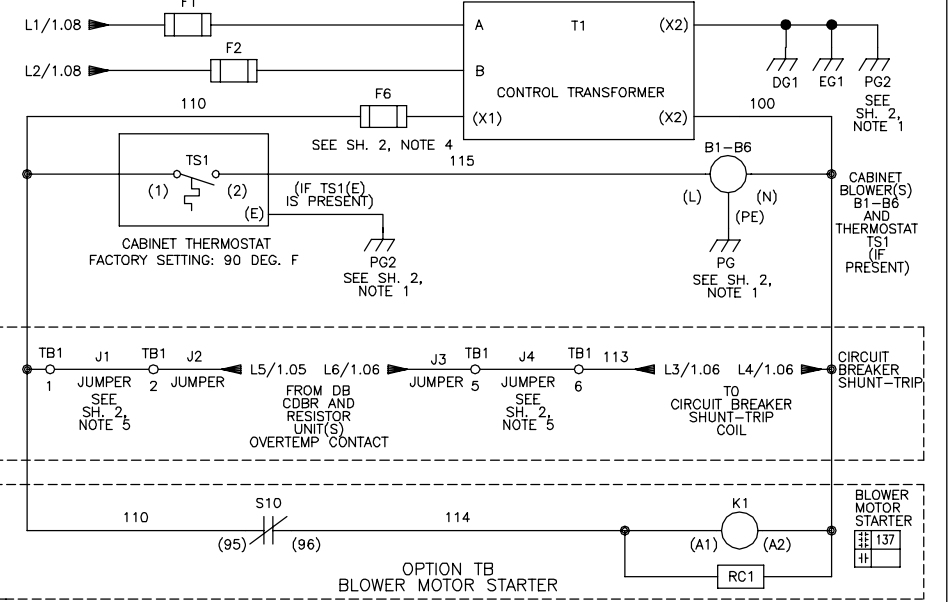 F1
L1/1.08
A
T1
(X2)
F2
L2/1.08
B
DG1
EG1
PG2
SEE
SH. 2,
NOTE 1
CONTROL TRANSFORMER
110
F6
(X1)
(X2)
100
SEE SH. 2, NOTE 4
115
B1-B6
TS1
(1)
(2)
(IF TS1(E)
IS PRESENT)
(E)
(L)
(N)
(PE)
CABINET
BLOWER(S)
B1-B6
AND
THERMOSTAT
TS1
(IF
PRESENT)
CABINET THERMOSTAT
FACTORY SETTING: 90 DEG. F
PG2
SEE SH. 2,
NOTE 1
PG
SEE SH. 2,
NOTE 1
TB1
J1
TB1
J2
L5/1.05
L6/1.06
J3
TB1
J4
TB1
113
L3/1.06
L4/1.06
CIRCUIT
BREAKER
SHUNT-TRIP
1
JUMPER
2
JUMPER
JUMPER
5
JUMPER
6
SEE
SH. 2,
NOTE 5
FROM DB
CDBR AND
RESISTOR
UNIT(S)
OVERTEMP CONTACT
SEE
SH. 2,
NOTE 5
TO
CIRCUIT BREAKER
SHUNT-TRIP
COIL
110
S10
114
K1
BLOWER
MOTOR
STARTER
137
(95)
(96)
(A1)
(A2)
RC1
OPTION TB
BLOWER MOTOR STARTER